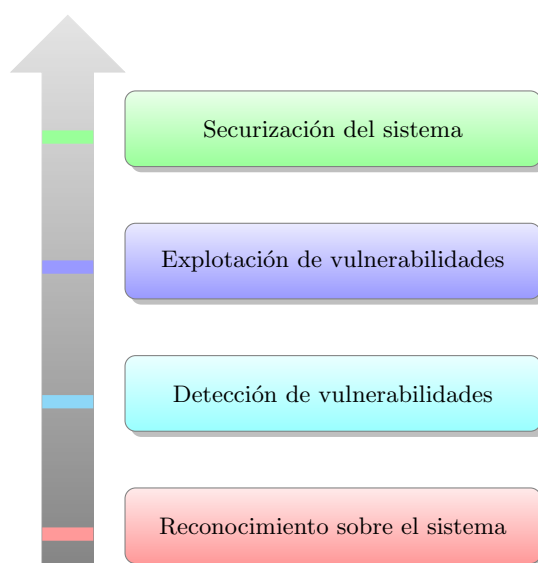 Securización del sistema
Explotación de vulnerabilidades
Detección de vulnerabilidades
Reconocimiento sobre el sistema